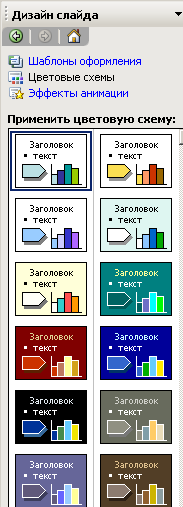 Дизайн слайда
Шаблоны оформления
Цветовые схемы
Эффекты анимации
Применить цветовую схему:
Заголовок
• текст
Заголовок
• текст
Заголовок
• текст
Заголовок
• текст
Заголовок
• текст
Заголовок
• текст
Заголовок
• текст
Заголовок
• текст
Заголовок
• текст
Заголовок
• текст
Заголовок
• текст
Заголовок
• текст